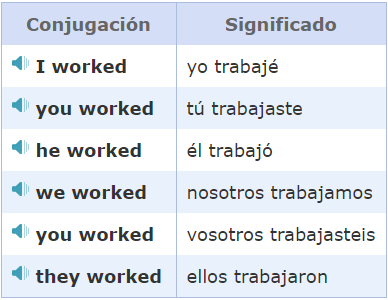 Conjugación Significado
I worked yo trabajé
you worked tú trabajaste
he worked él trabajó
we worked nosotros trabajamos
you worked vosotros trabajasteis
they worked ellos trabajaron